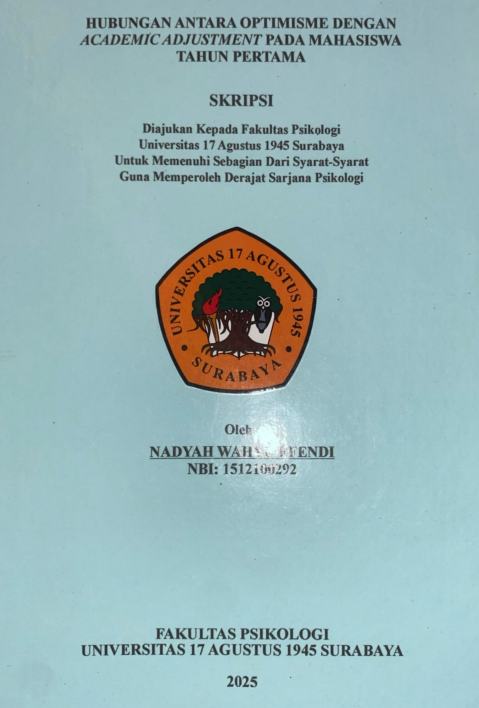 HUBUNGAN ANTARA OPTIMISME DENGAN
ACADEMIC ADJUSTMENT PADA MAHASISWA
TAHUN PERTAMA
SKRIPSI
Diajukan Kepada Fakultas Psikologi
Universitas 17 Agustus 1945 Surabaya
Untuk Memenuhi Sebagian Dari Syarat-Syarat
Guna Memperoleh Derajat Sarjana Psikologi
UNIVERSITAS 17 AGUSTUS 1945
• SURABAYA •
Oleh
NADYAH
NBI: 1512100292
FAKULTAS PSIKOLOGI
UNIVERSITAS 17 AGUSTUS 1945 SURABAYA
2025